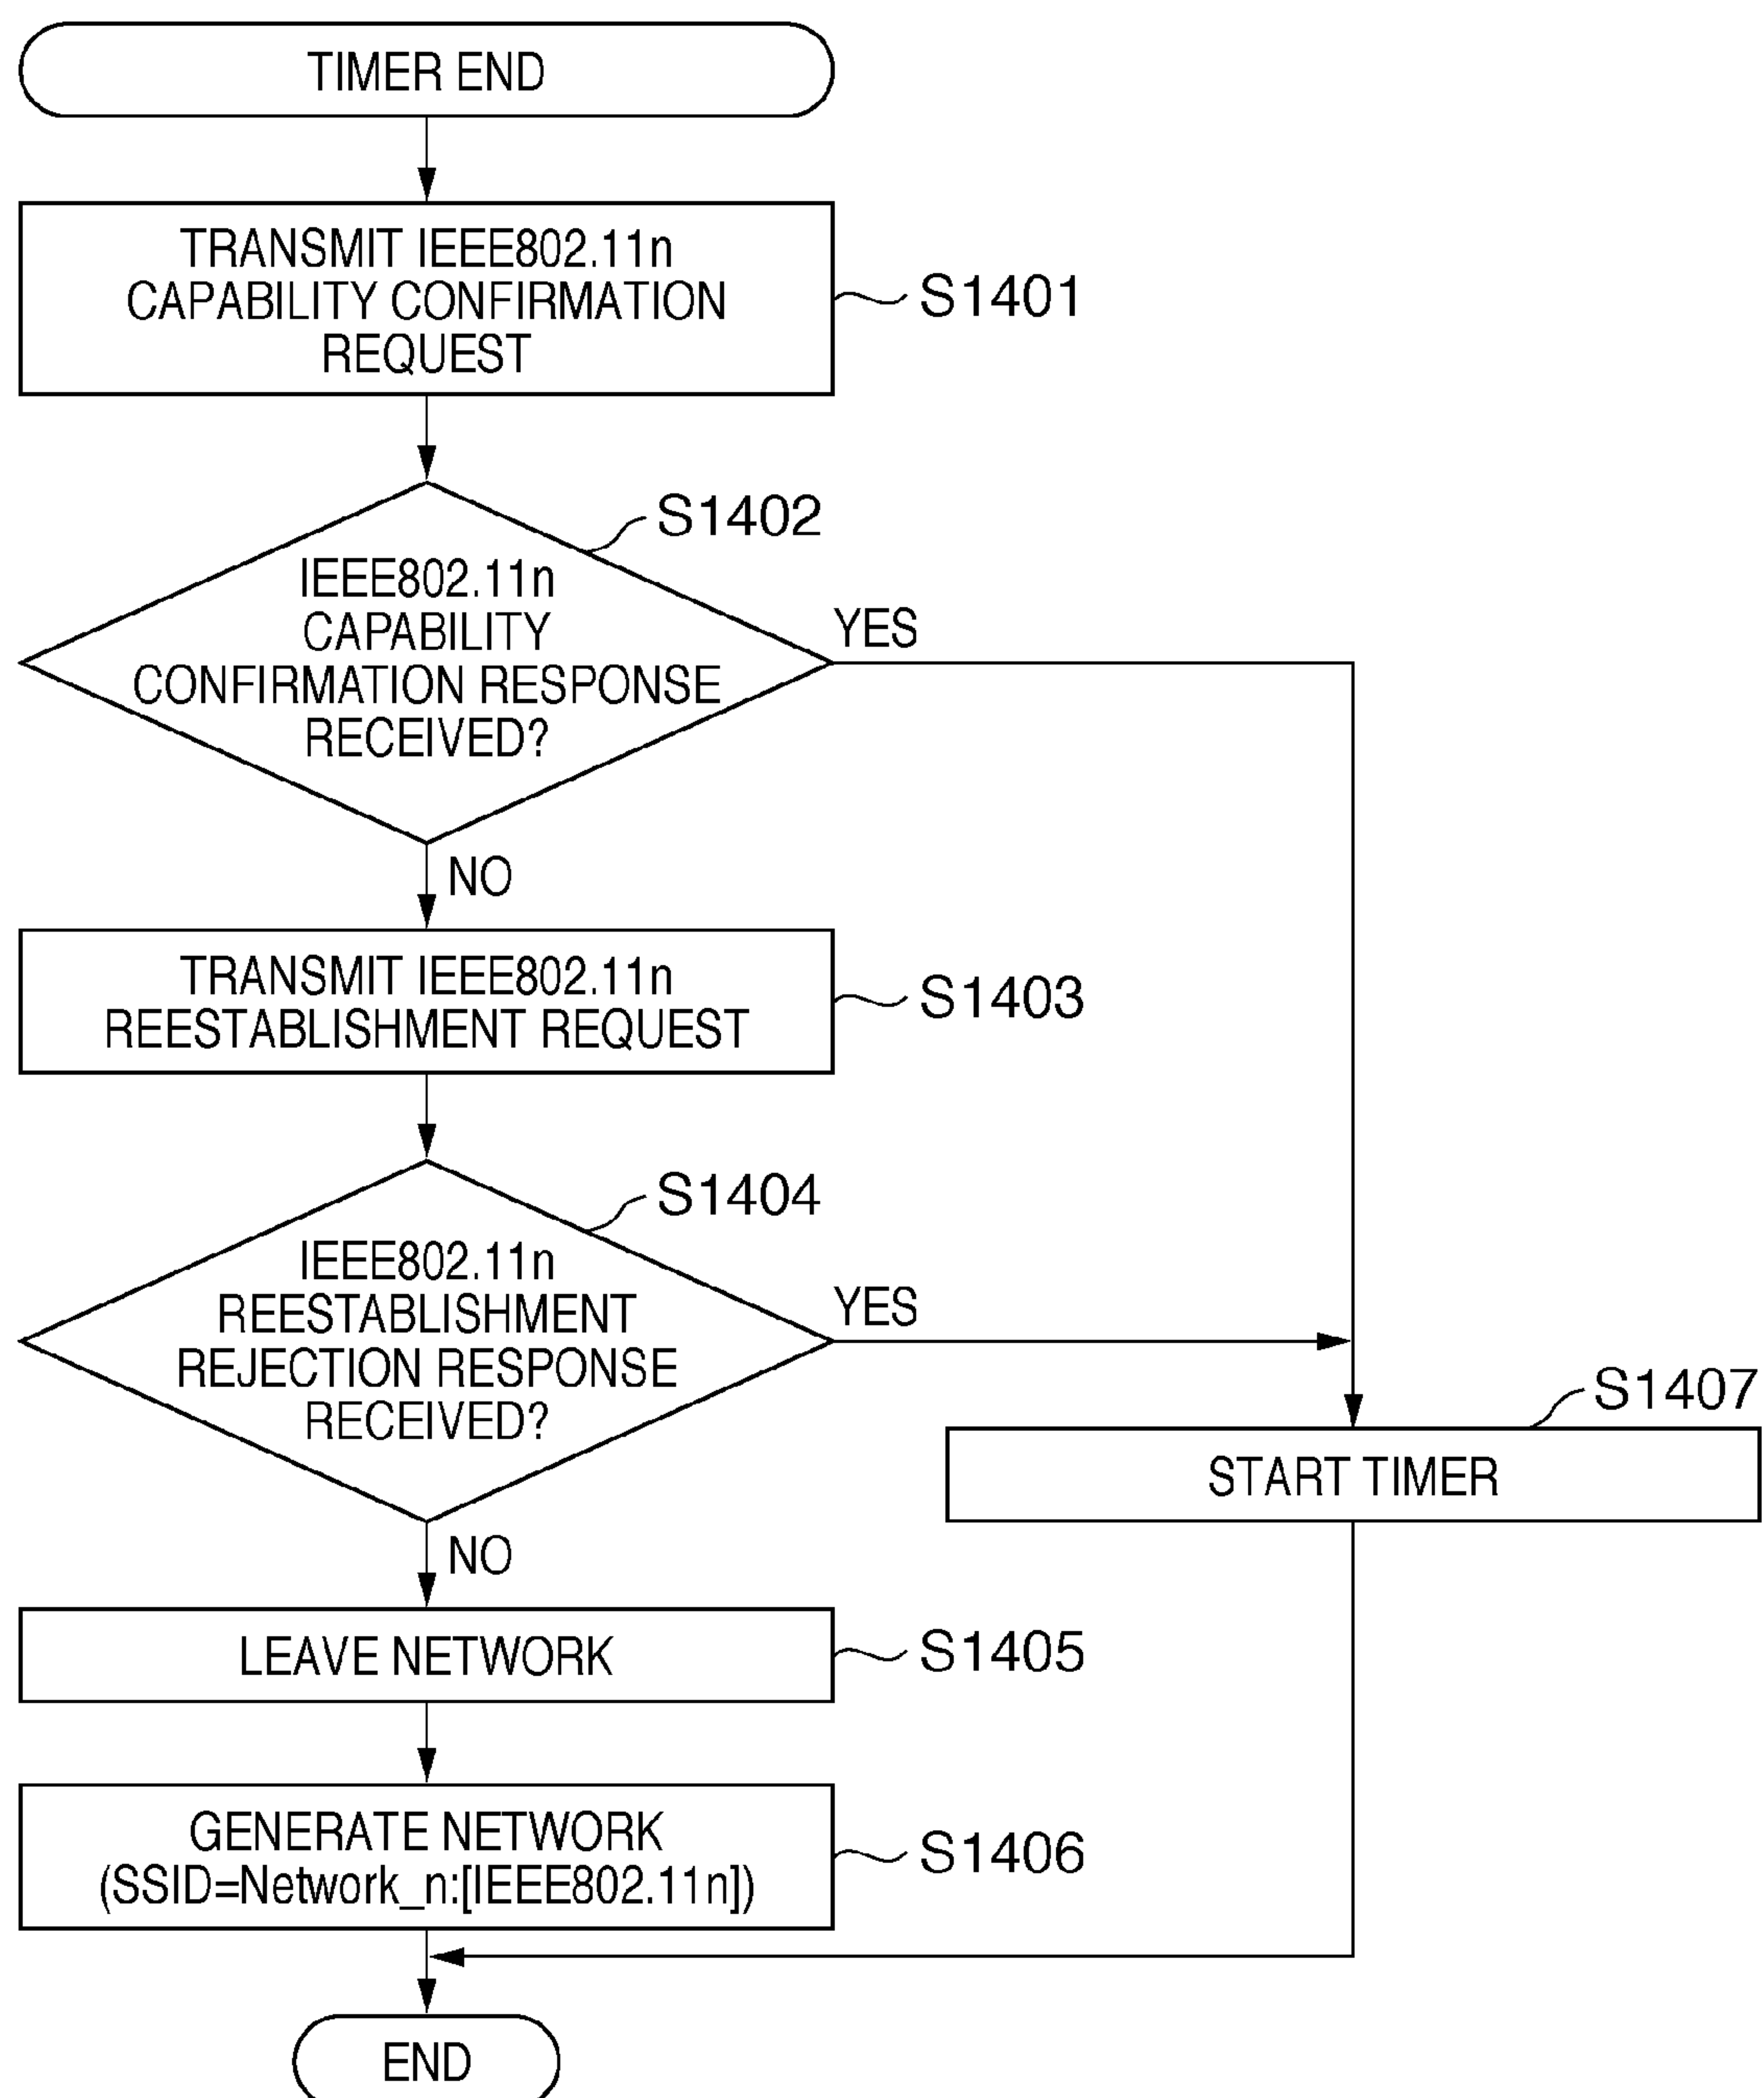 TIMER END
TRANSMIT IEEE802.11n
CAPABILITY CONFIRMATION
REQUEST
S1401
S1402
IEEE802.11n
CAPABILITY
CONFIRMATION RESPONSE
RECEIVED?
YES
NO
TRANSMIT IEEE802.11n
REESTABLISHMENT REQUEST
S1403
S1404
IEEE802.11n
REESTABLISHMENT
REJECTION RESPONSE
RECEIVED?
YES
S1407
START TIMER
NO
LEAVE NETWORK
S1405
GENERATE NETWORK
(SSID=Network_n:[IEEE802.11n])
S1406
END